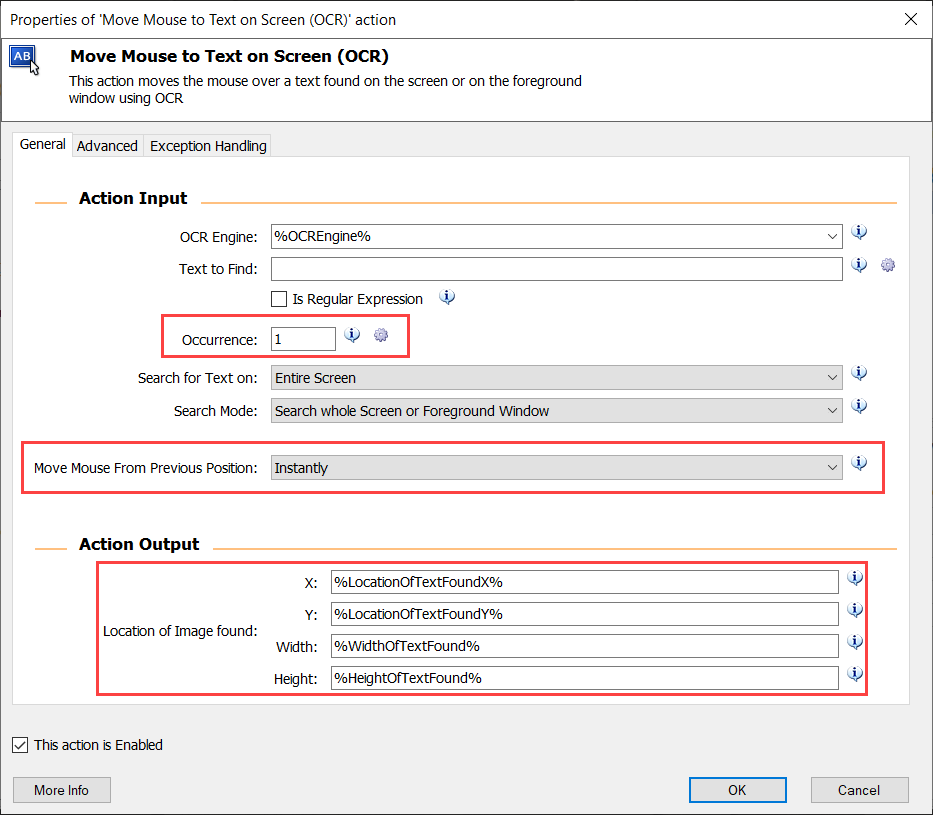 Properties of 'Move Mouse to Text on Screen (OCR)' action
AB
Move Mouse to Text on Screen (OCR)
This action moves the mouse over a text found on the screen or on the foreground
window using OCR
General Advanced Exception Handling
Action Input
OCR Engine: %OCREngine%
Text to Find:
Is Regular Expression
Occurrence: 1
Search for Text on: Entire Screen
Search Mode: Search whole Screen or Foreground Window
Move Mouse From Previous Position: Instantly
Action Output
X: %LocationOfTextFoundX%
Y: %LocationOfTextFoundY%
Location of Image found:
Width: %WidthOfTextFound%
Height: %HeightOfTextFound%
This action is Enabled
More Info OK Cancel